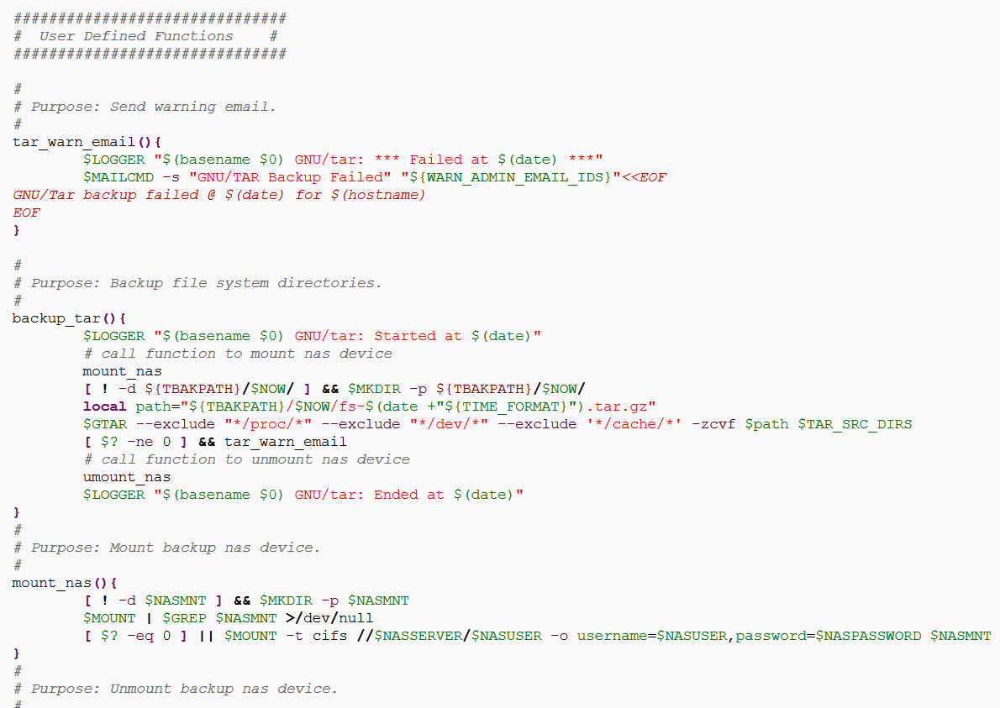 ###############################
#  User Defined Functions    #
###############################

#
# Purpose: Send warning email.
#
tar_warn_email(){
        $LOGGER "$(basename $0) GNU/tar: *** Failed at $(date) ***"
        $MAILCMD -s "GNU/TAR Backup Failed" "${WARN_ADMIN_EMAIL_IDS}"<<EOF
GNU/Tar backup failed @ $(date) for $(hostname)
EOF
}

#
# Purpose: Backup file system directories.
#
backup_tar(){
        $LOGGER "$(basename $0) GNU/tar: Started at $(date)"
        # call function to mount nas device
        mount_nas
        [ ! -d ${TBAKPATH}/$NOW/ ] && $MKDIR -p ${TBAKPATH}/$NOW/
        local path="${TBAKPATH}/$NOW/fs-$(date +"${TIME_FORMAT}").tar.gz"
        $GTAR --exclude "*/proc/*" --exclude "*/dev/*" --exclude '*/cache/*' -zcvf $path $TAR_SRC_DIRS
        [ $? -ne 0 ] && tar_warn_email
        # call function to unmount nas device
        umount_nas
        $LOGGER "$(basename $0) GNU/tar: Ended at $(date)"
}
#
# Purpose: Mount backup nas device.
#
mount_nas(){
        [ ! -d $NASMNT ] && $MKDIR -p $NASMNT
        $MOUNT | $GREP $NASMNT >/dev/null
        [ $? -eq 0 ] || $MOUNT -t cifs //$NASSERVER/$NASUSER -o username=$NASUSER,password=$NASPASSWORD $NASMNT
}
#
# Purpose: Unmount backup nas device.
#